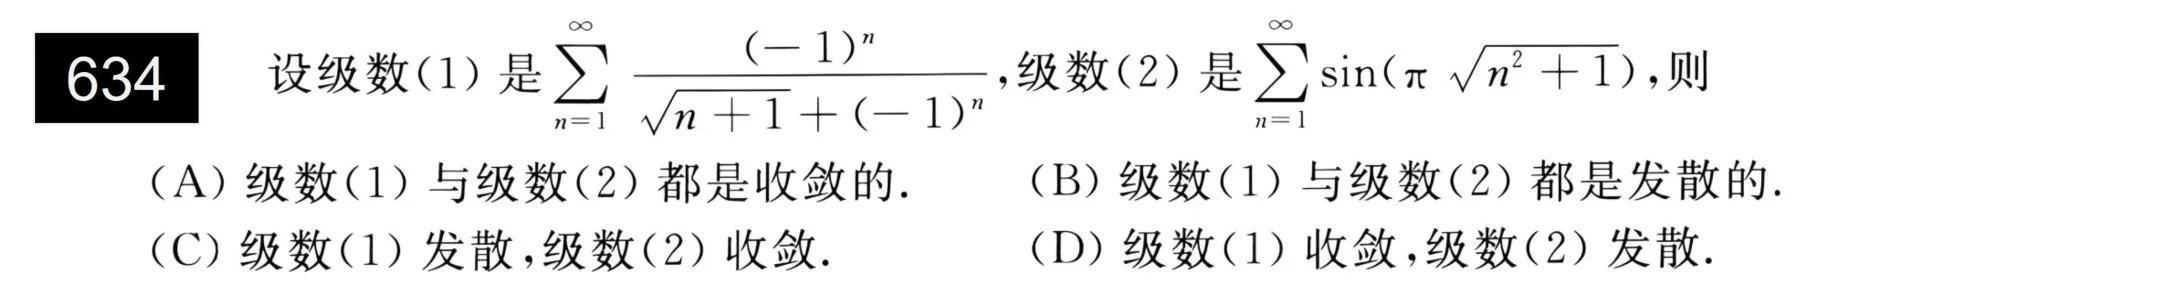 634 设级数(1) 是 $\sum_{n=1}^{\infty} \frac{(-1)^n}{\sqrt{n+1}+(-1)^n}$,级数(2) 是 $\sum_{n=1}^{\infty} \sin(\pi \sqrt{n^2+1})$,则
(A) 级数(1) 与级数(2) 都是收敛的. (B) 级数(1) 与级数(2) 都是发散的.
(C) 级数(1) 发散,级数(2) 收敛. (D) 级数(1) 收敛,级数(2) 发散.